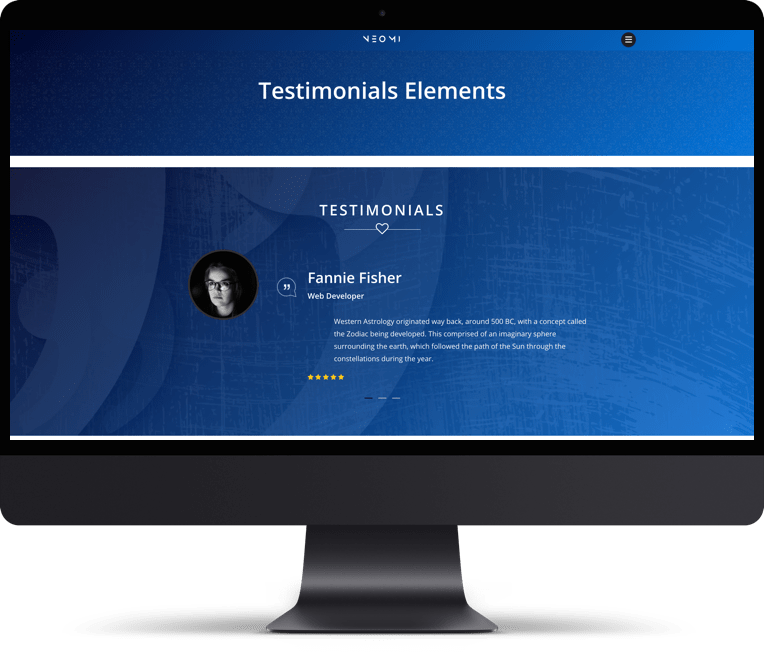 NEOMI
Testimonials Elements
TESTIMONIALS
Fannie Fisher
Web Developer
Western Astrology originated way back, around 500 BC, with a concept called
the Zodiac being developed. This comprised of an imaginary sphere
surrounding the earth, which followed the path of the Sun through the
constellations during the year.